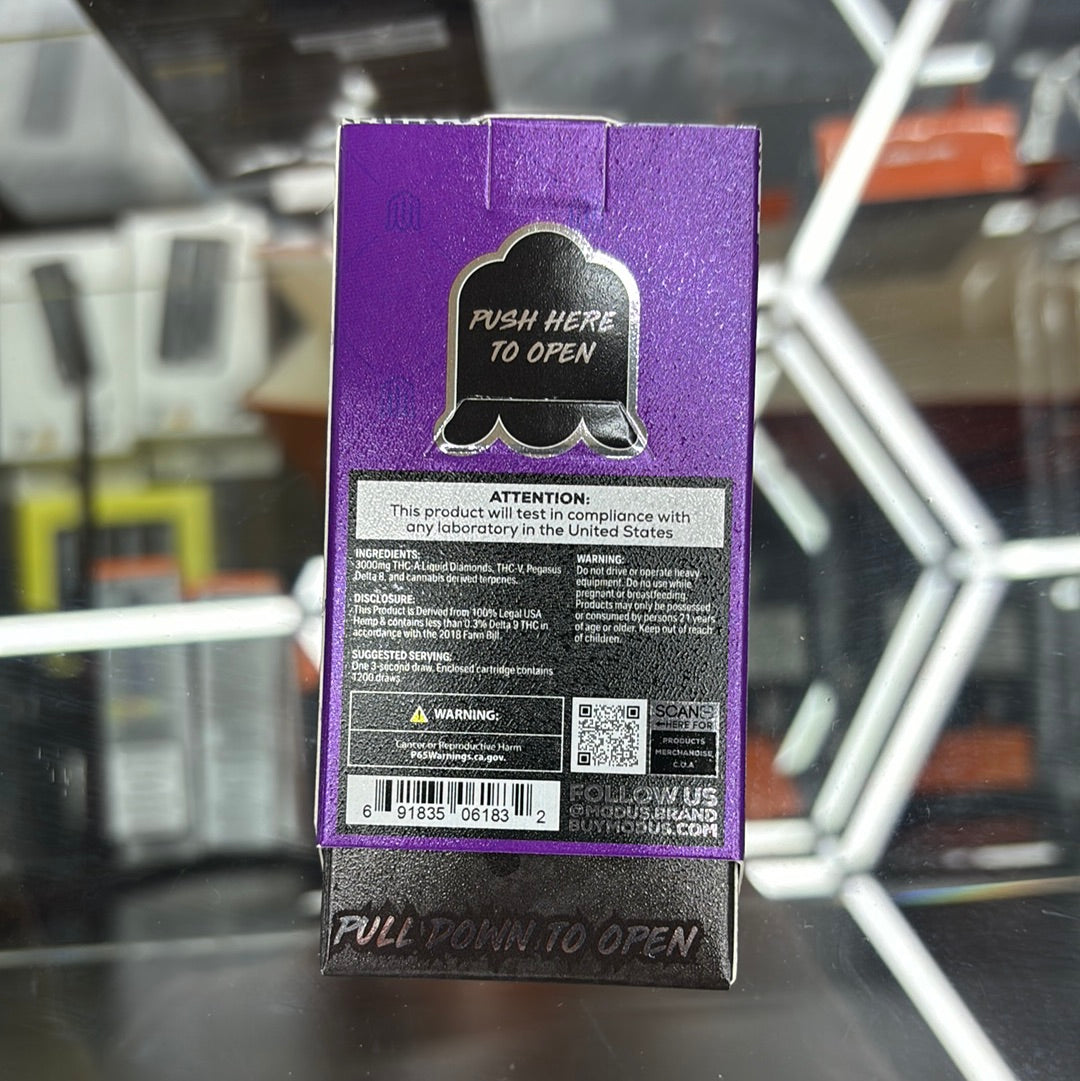 PUSH HERE
TO OPEN
ATTENTION:
This product will test in compliance with
any laboratory in the United States
INGREDIENTS:
3000mg THC-A Liquid Diamonds, THC-V, Pegasus
Delta 8, and cannabis derived terpenes.
DISCLOSURE:
This Product is Derived from 100% Legal USA
Hemp & contains less than 0.3% Delta 9 THC in
accordance with the 2018 Farm Bill.
SUGGESTED SERVING:
One 3-second draw. Enclosed cartridge contains
1200 draws.
WARNING:
Do not drive or operate heavy
equipment. Do no use while
pregnant or breastfeeding.
Products may only be possessed
or consumed by persons 21 years
of age or older. Keep out of reach
of children.
WARNING:
Cancer or Reproductive Harm
P65Warnings.ca.gov.
SCAN
HERE FOR
PRODUCTS
MERCHANDISE
C.O.A
6 91835 06183 2
FOLLOW US
@MODUS.BRAND
BUYMODUS.COM
PULL DOWN TO OPEN